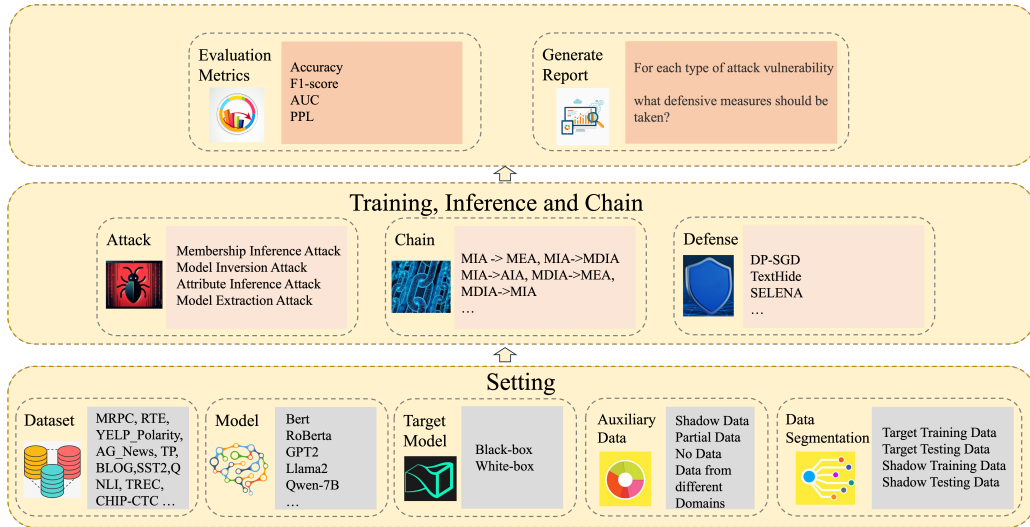 Evaluation
Metrics
Accuracy
F1-score
AUC
PPL
Generate
Report
For each type of attack vulnerability
what defensive measures should be
taken?
Training, Inference and Chain
Attack
Membership Inference Attack
Model Inversion Attack
Attribute Inference Attack
Model Extraction Attack
Chain
MIA -> MEA, MIA->MDIA
MIA->AIA, MDIA->MEA,
MDIA->MIA
…
Defense
DP-SGD
TextHide
SELENA
…
Setting
Dataset
MRPC, RTE,
YELP_Polarity,
AG_News, TP,
BLOG,SST2,Q
NLI, TREC,
CHIP-CTC …
Model
Bert
RoBerta
GPT2
Llama2
Qwen-7B
…
Target
Model
Black-box
White-box
Auxiliary
Data
Shadow Data
Partial Data
No Data
Data from
different
Domains
Data
Segmentation
Target Training Data
Target Testing Data
Shadow Training Data
Shadow Testing Data